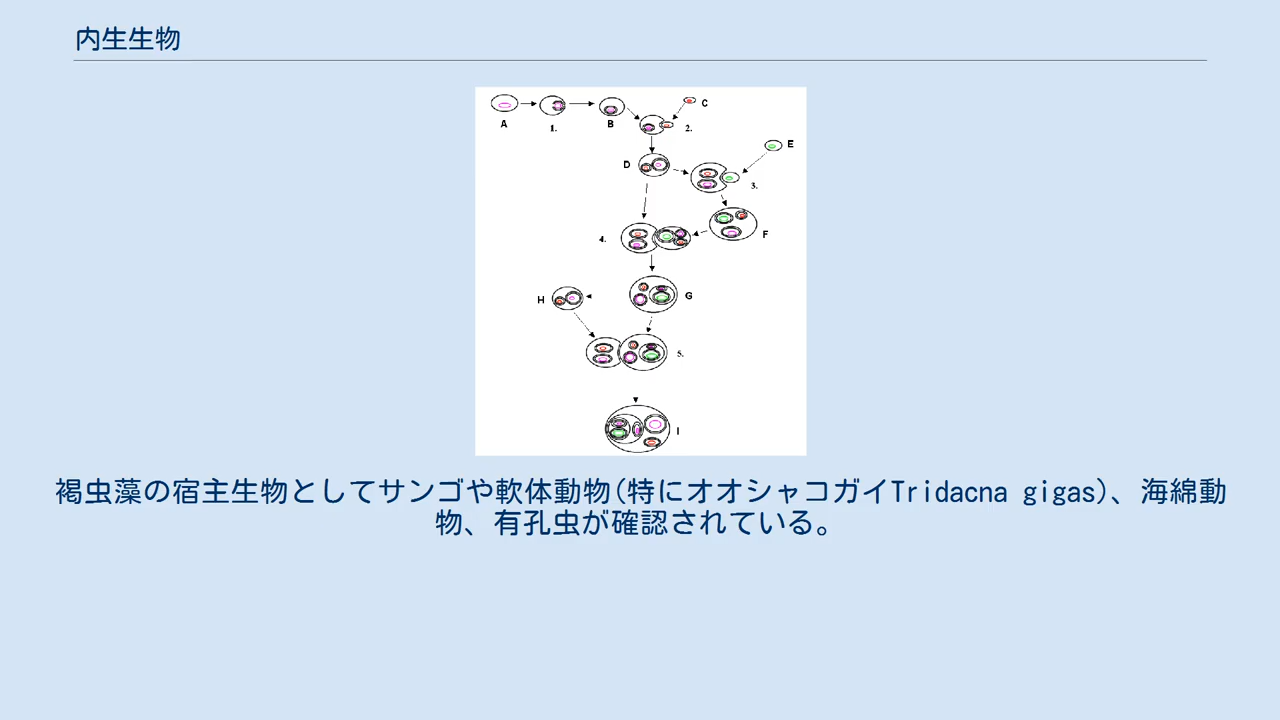 内生生物
A
1.
B
C
2.
D
E
3.
4.
F
H
G
5.
I
褐虫藻の宿主生物としてサンゴや軟体動物(特にオオシャコガイTridacna gigas)、海綿動
物、有孔虫が確認されている。